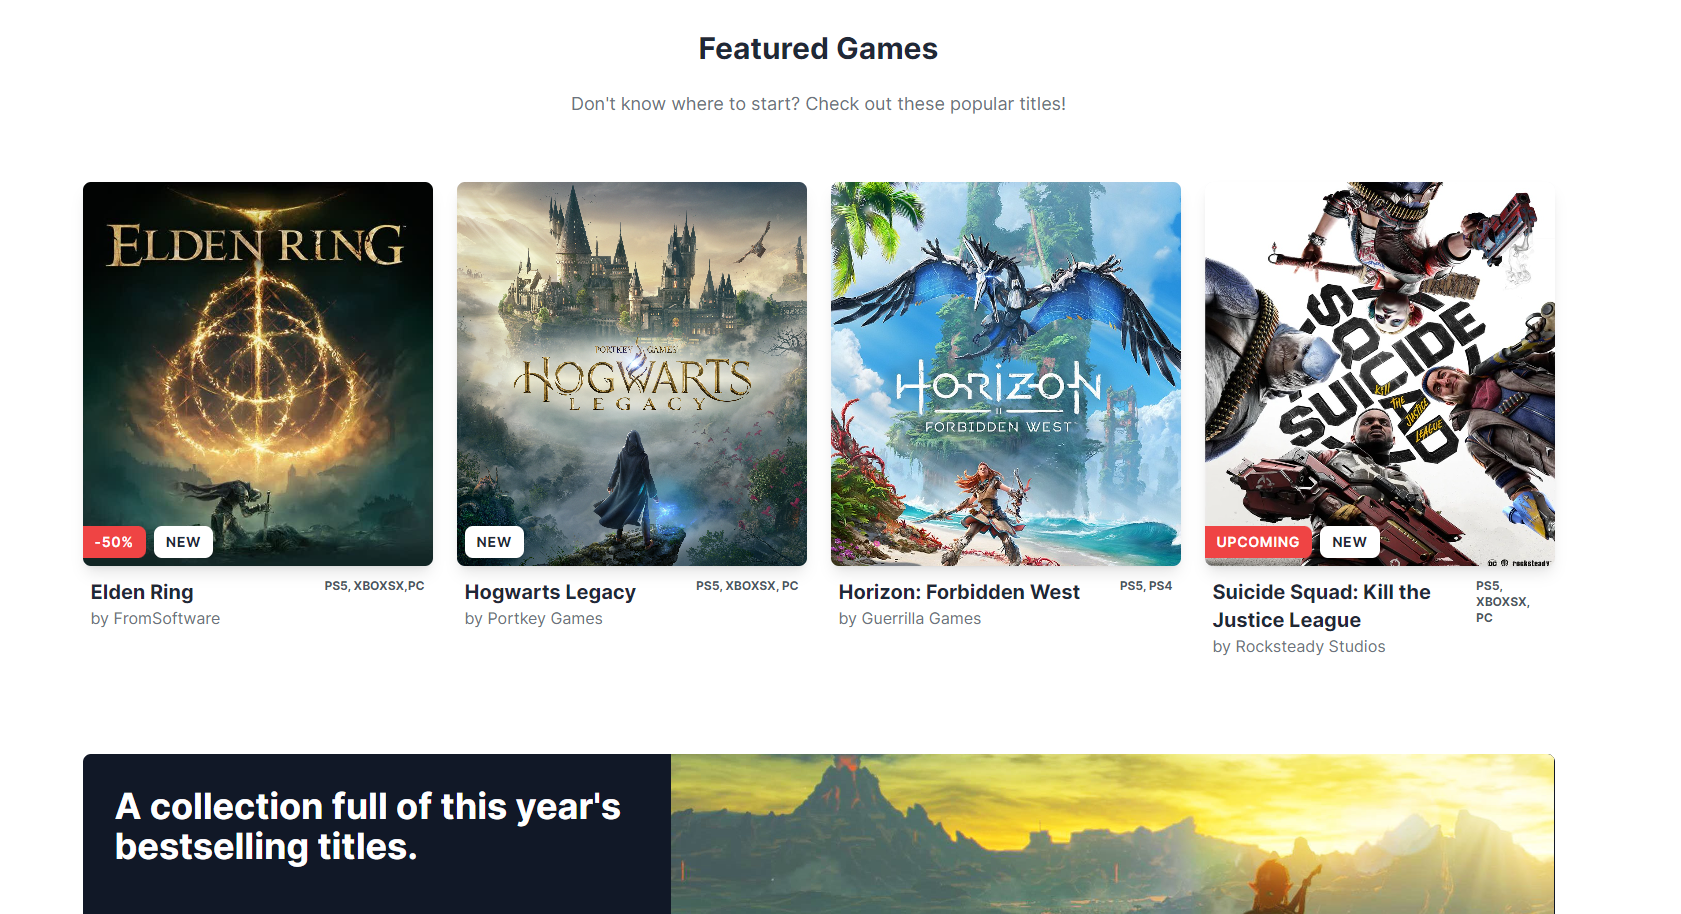 Featured Games
Don't know where to start? Check out these popular titles!
ELDEN RING
-50%
NEW
Elden Ring
PS5, XBOXSX,PC
by FromSoftware
PORTKEY GAMES
HOGWARTS
LEGACY
NEW
Hogwarts Legacy
PS5, XBOXSX, PC
by Portkey Games
HORIZON
II
FORBIDDEN WEST
Horizon: Forbidden West
PS5, PS4
by Guerrilla Games
SUICIDE
SQUAD
KILL
THE
JUSTICE
LEAGUE
UPCOMING
NEW
DC
rocksteady
Suicide Squad: Kill the
Justice League
PS5,
XBOXSX,
PC
by Rocksteady Studios
A collection full of this year's
bestselling titles.